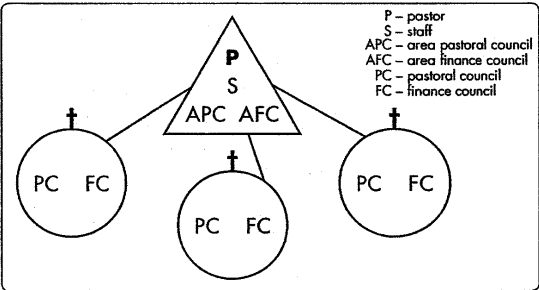 P – pastor
S – staff
APC – area pastoral council
AFC – area finance council
PC – pastoral council
FC – finance council
P
S
APC AFC
PC FC
PC FC
PC FC